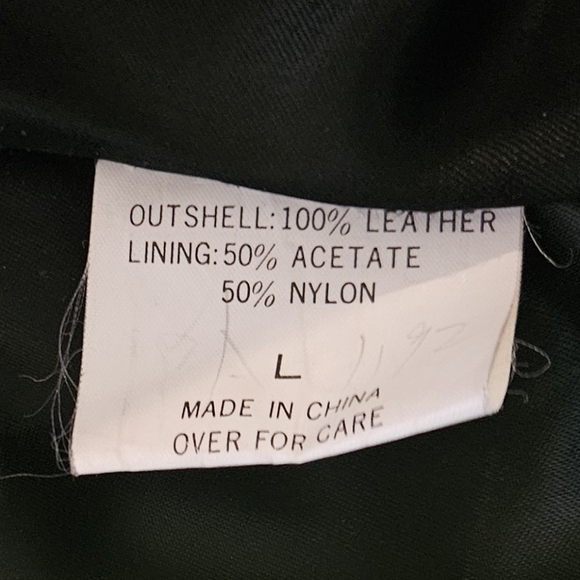 OUTSHELL: 100% LEATHER
LINING: 50% ACETATE
50% NYLON
L
MADE IN CHINA
OVER FOR CARE